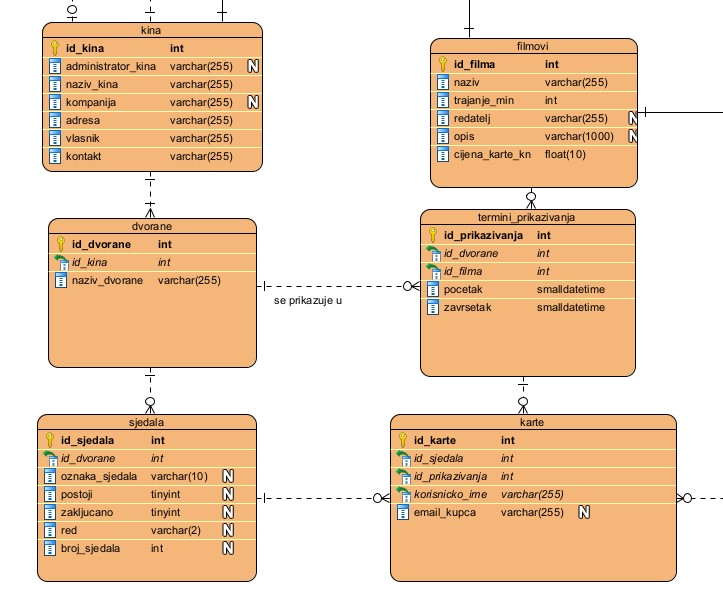 kina
id_kina int
administrator_kina varchar(255) N
naziv_kina varchar(255)
kompanija varchar(255) N
adresa varchar(255)
vlasnik varchar(255)
kontakt varchar(255)
filmovi
id_filma int
naziv varchar(255)
trajanje_min int
redatelj varchar(255) N
opis varchar(1000) N
cijena_karte_kn float(10)
dvorane
id_dvorane int
id_kina int
naziv_dvorane varchar(255)
se prikazuje u
termini_prikazivanja
id_prikazivanja int
id_dvorane int
id_filma int
pocetak smalldatetime
zavrsetak smalldatetime
sjedala
id_sjedala int
id_dvorane int
oznaka_sjedala varchar(10) N
postoji tinyint N
zakljucano tinyint N
red varchar(2) N
broj_sjedala int N
karte
id_karte int
id_sjedala int
id_prikazivanja int
korisnicko_ime varchar(255)
email_kupca varchar(255) N